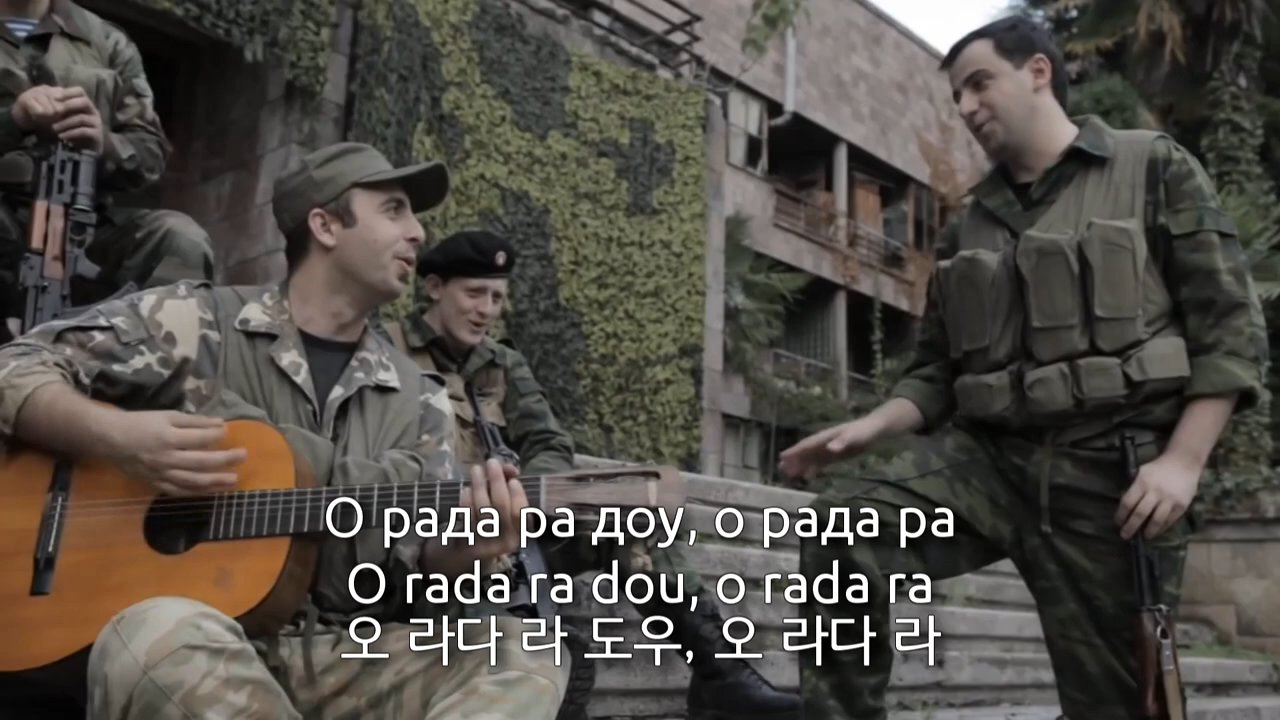 О рада ра доу, о рада ра
O rada ra dou, o rada ra
오 라다 라 도우, 오 라다 라